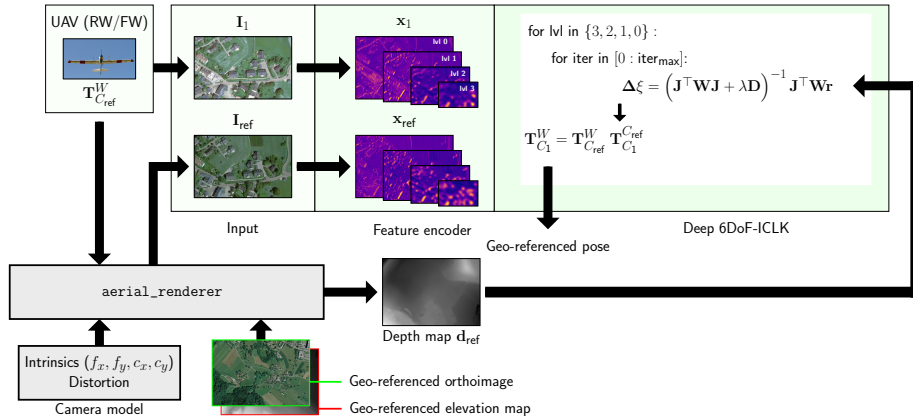 UAV (RW/FW)
T^W_{C_ref}
I_1
x_1
lvl 0
lvl 1
lvl 2
lvl 3
for lvl in {3, 2, 1, 0} :
for iter in [0 : iter_max]:
Δξ = (J^⊤WJ + λD)^{-1} J^⊤Wr
T^W_{C_1} = T^W_{C_ref} T^{C_ref}_{C_1}
I_ref
x_ref
Input
Feature encoder
Deep 6DoF-ICLK
Geo-referenced pose
aerial_renderer
Depth map d_ref
Intrinsics (f_x, f_y, c_x, c_y)
Distortion
Camera model
Geo-referenced orthoimage
Geo-referenced elevation map